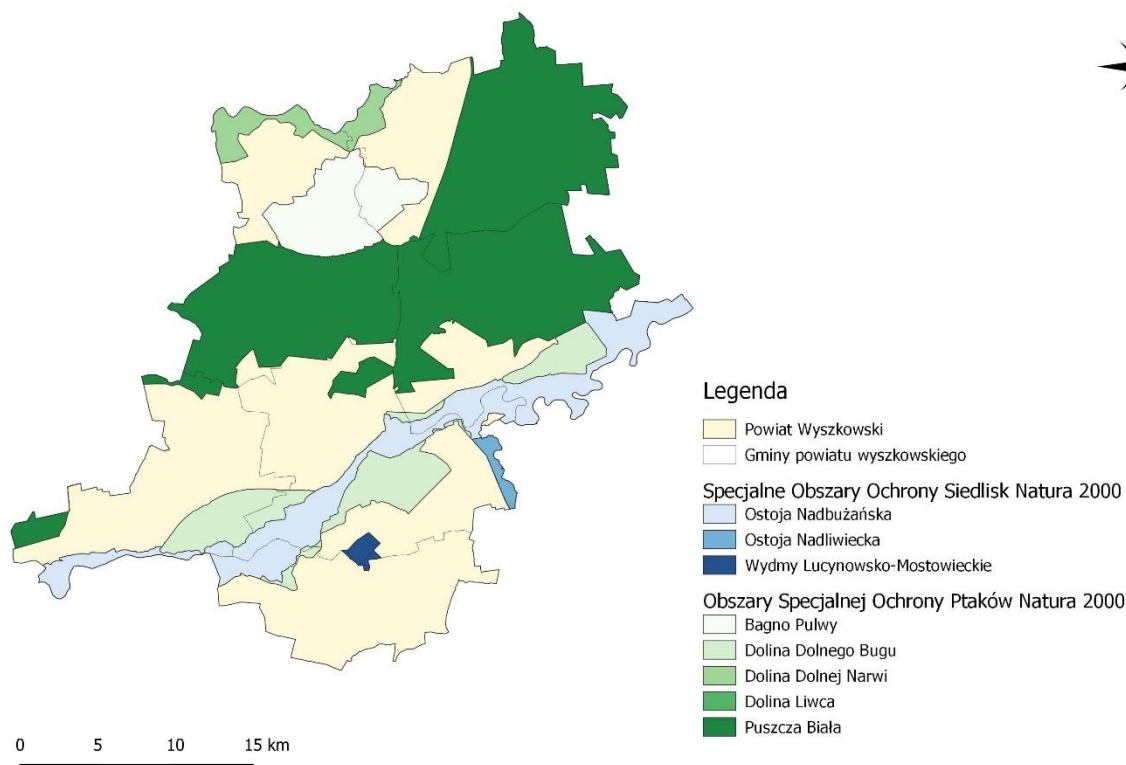 Legenda
Powiat Wyszkowski
Gminy powiatu wyszkowskiego
Specjalne Obszary Ochrony Siedlisk Natura 2000
Ostoja Nadbużańska
Ostoja Nadliwiecka
Wydmy Lucynowsko-Mostowieckie
Obszary Specjalnej Ochrony Ptaków Natura 2000
Bagno Pulwy
Dolina Dolnego Bugu
Dolina Dolnej Narwi
Dolina Liwca
Puszcza Biała
0 5 10 15 km